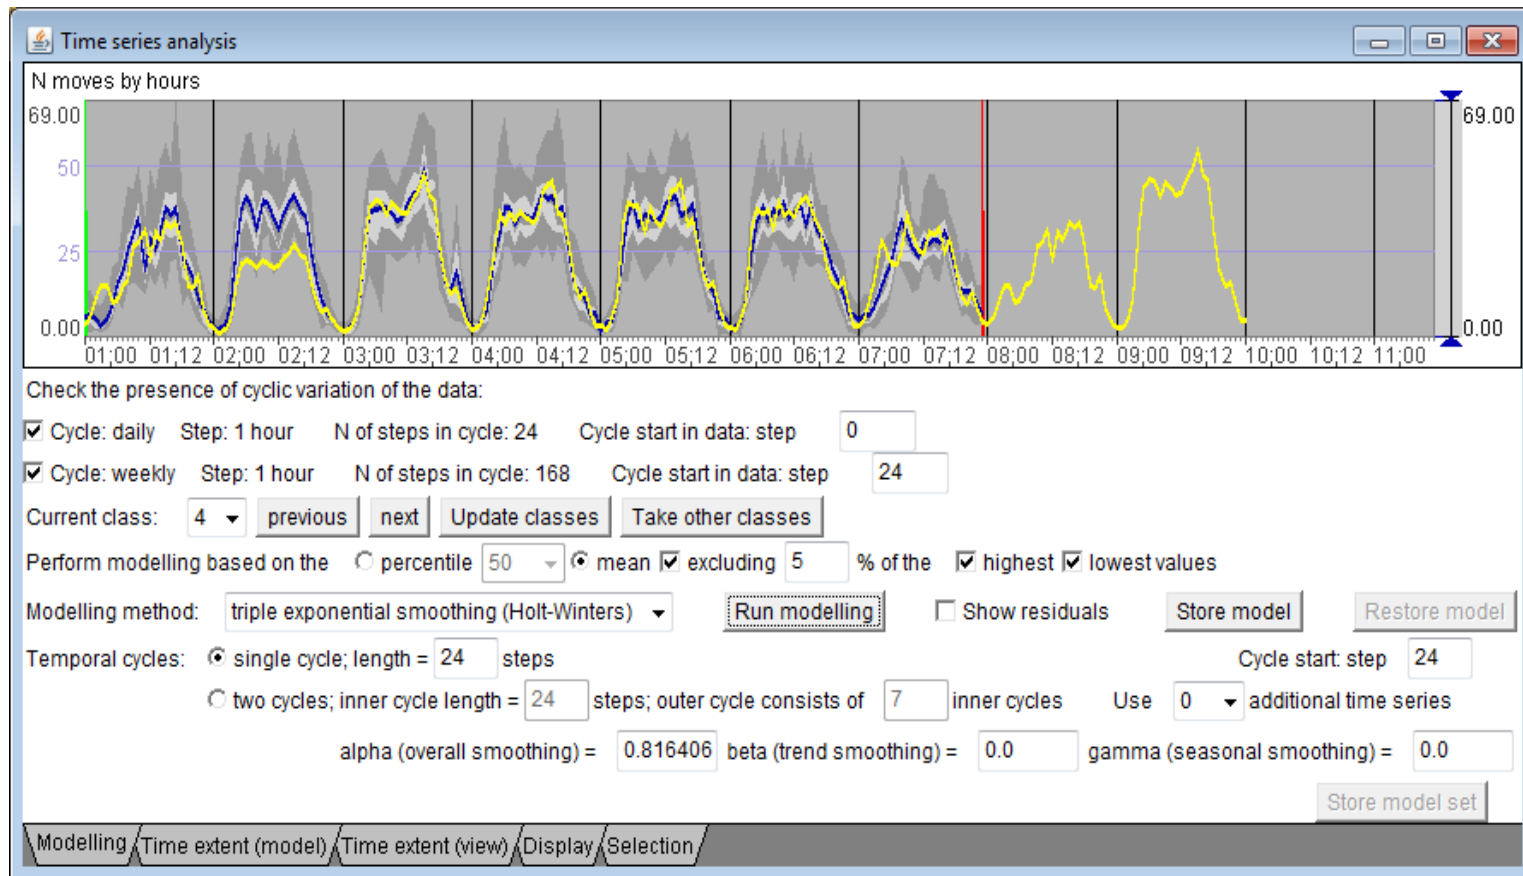 Time series analysis
N moves by hours
69.00 69.00
50
25
0.00 0.00
01;00 01;12 02;00 02;12 03;00 03;12 04;00 04;12 05;00 05;12 06;00 06;12 07;00 07;12 08;00 08;12 09;00 09;12 10;00 10;12 11;00
Check the presence of cyclic variation of the data:
Cycle: daily Step: 1 hour N of steps in cycle: 24 Cycle start in data: step 0
Cycle: weekly Step: 1 hour N of steps in cycle: 168 Cycle start in data: step 24
Current class: 4 previous next Update classes Take other classes
Perform modelling based on the percentile 50 mean excluding 5 % of the highest lowest values
Modelling method: triple exponential smoothing (Holt-Winters) Run modelling Show residuals Store model Restore model
Temporal cycles: single cycle; length = 24 steps Cycle start: step 24
two cycles; inner cycle length = 24 steps; outer cycle consists of 7 inner cycles Use 0 additional time series
alpha (overall smoothing) = 0.816406 beta (trend smoothing) = 0.0 gamma (seasonal smoothing) = 0.0
Store model set
Modelling Time extent (model) Time extent (view) Display Selection